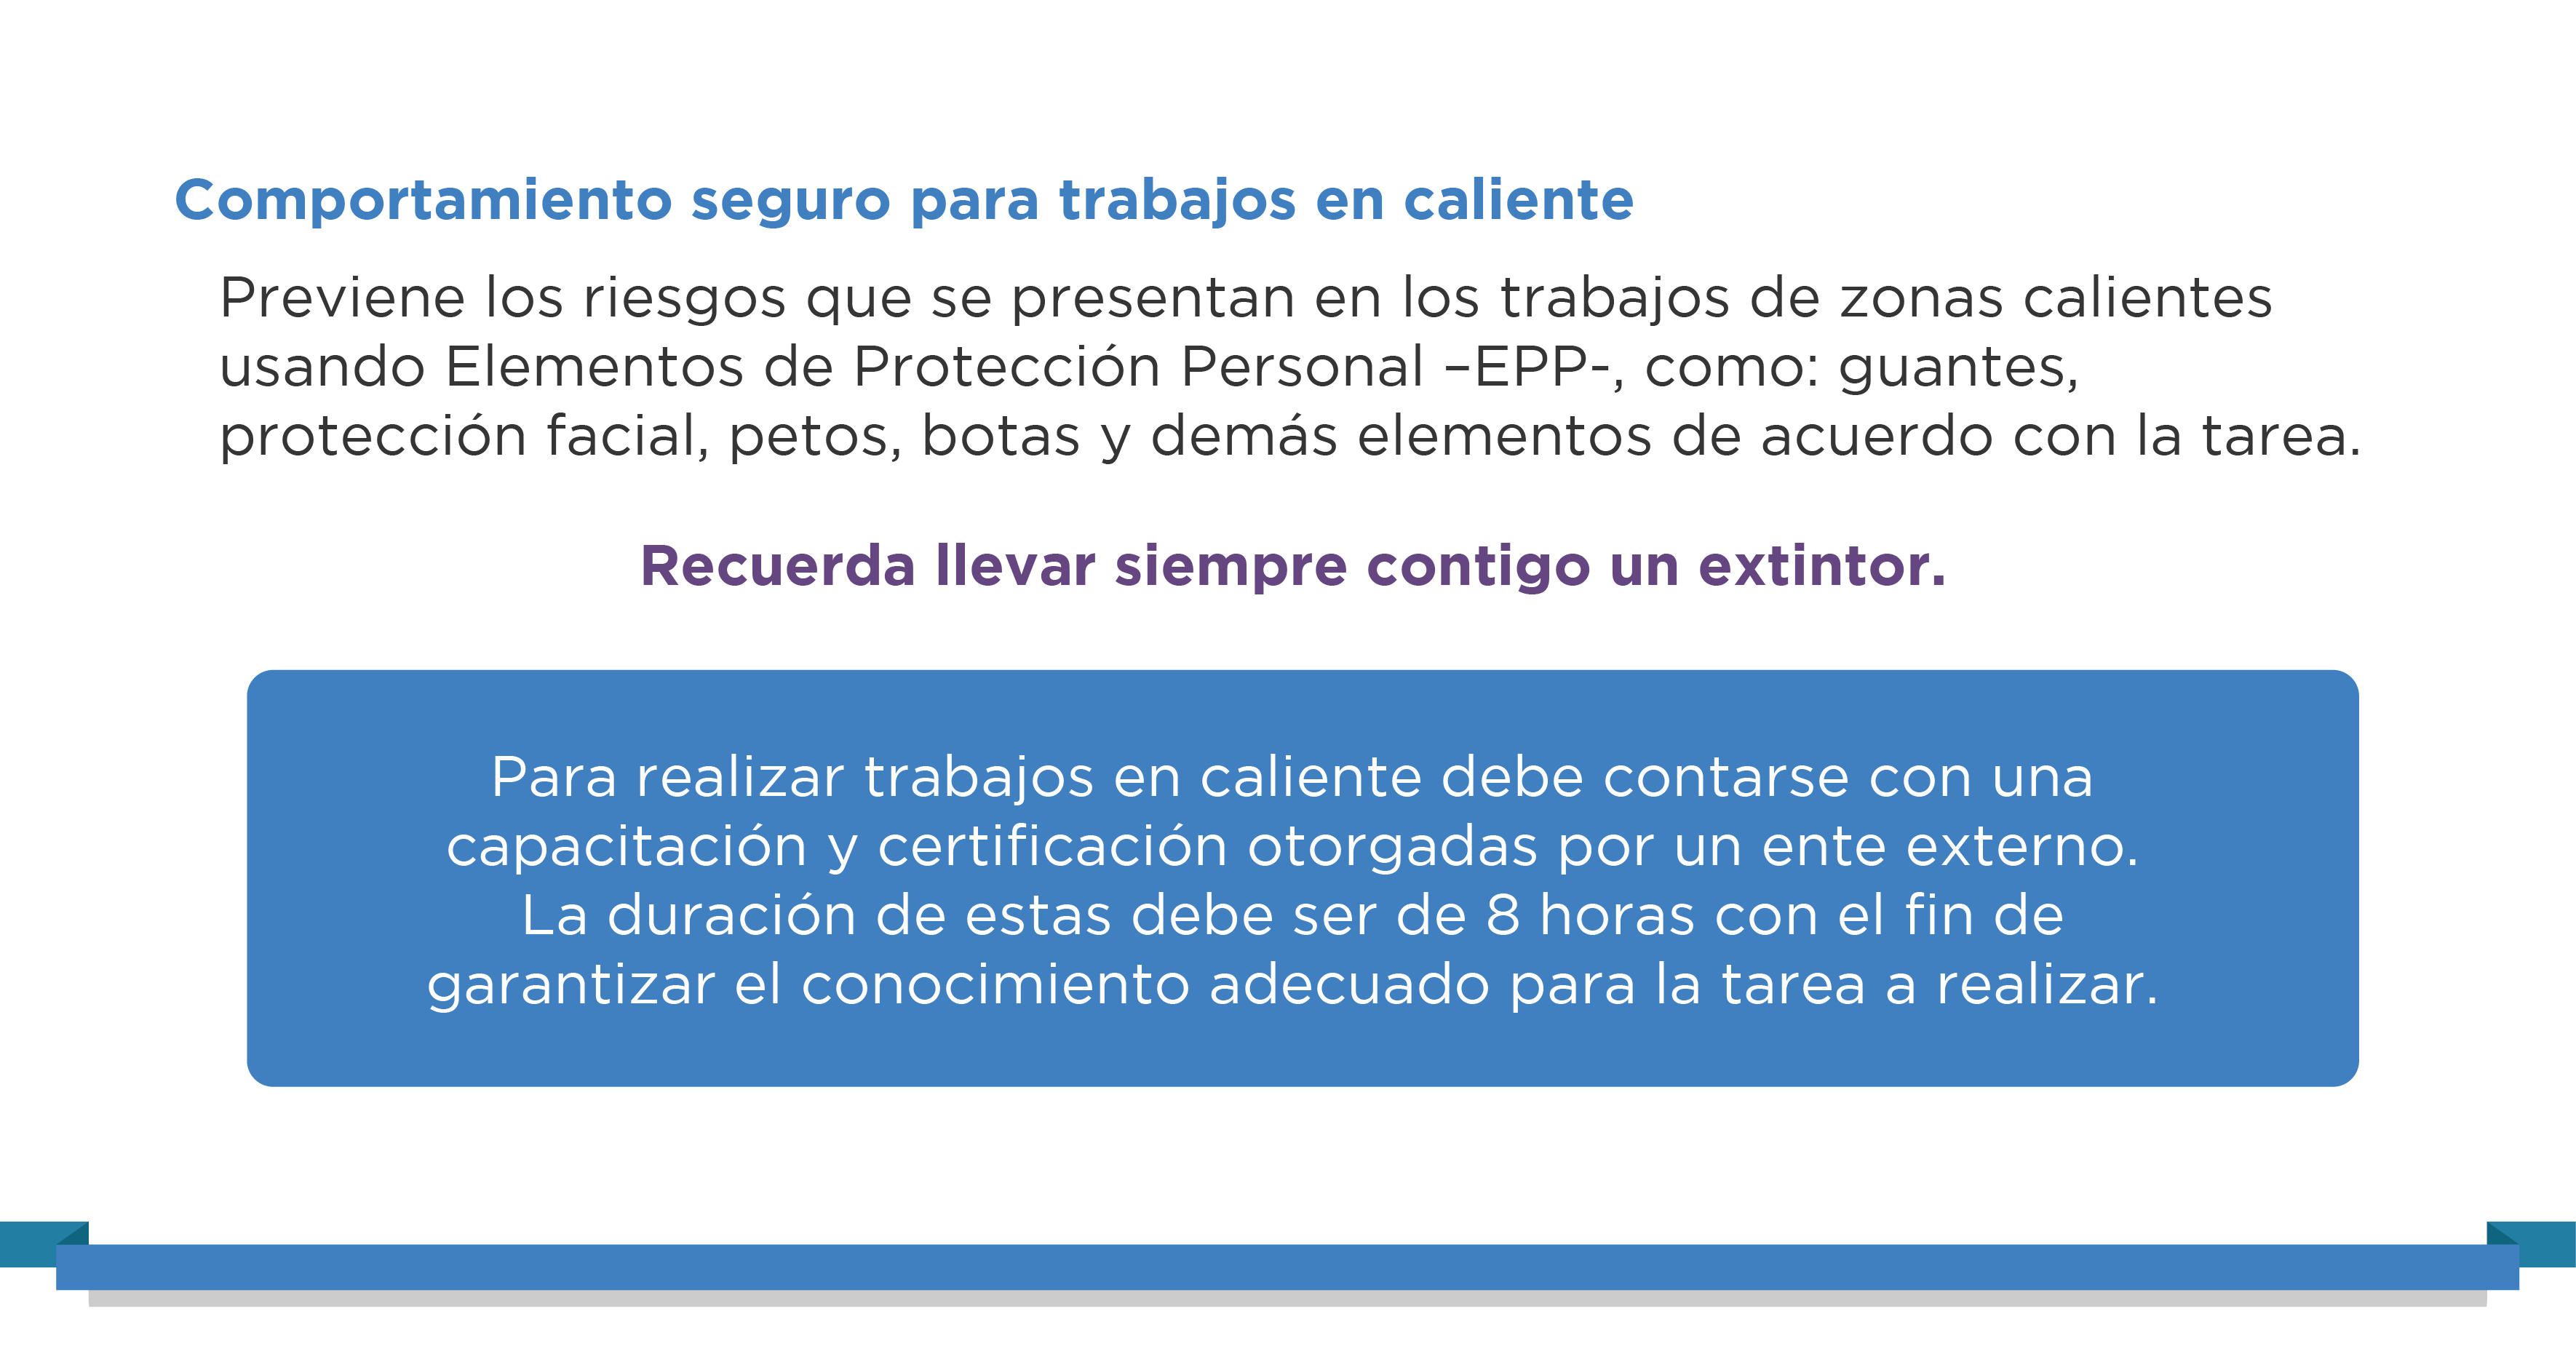 Comportamiento seguro para trabajos en caliente
Previene los riesgos que se presentan en los trabajos de zonas calientes
usando Elementos de Protección Personal –EPP-, como: guantes,
protección facial, petos, botas y demás elementos de acuerdo con la tarea.
Recuerda llevar siempre contigo un extintor.
Para realizar trabajos en caliente debe contarse con una
capacitación y certificación otorgadas por un ente externo.
La duración de estas debe ser de 8 horas con el fin de
garantizar el conocimiento adecuado para la tarea a realizar.